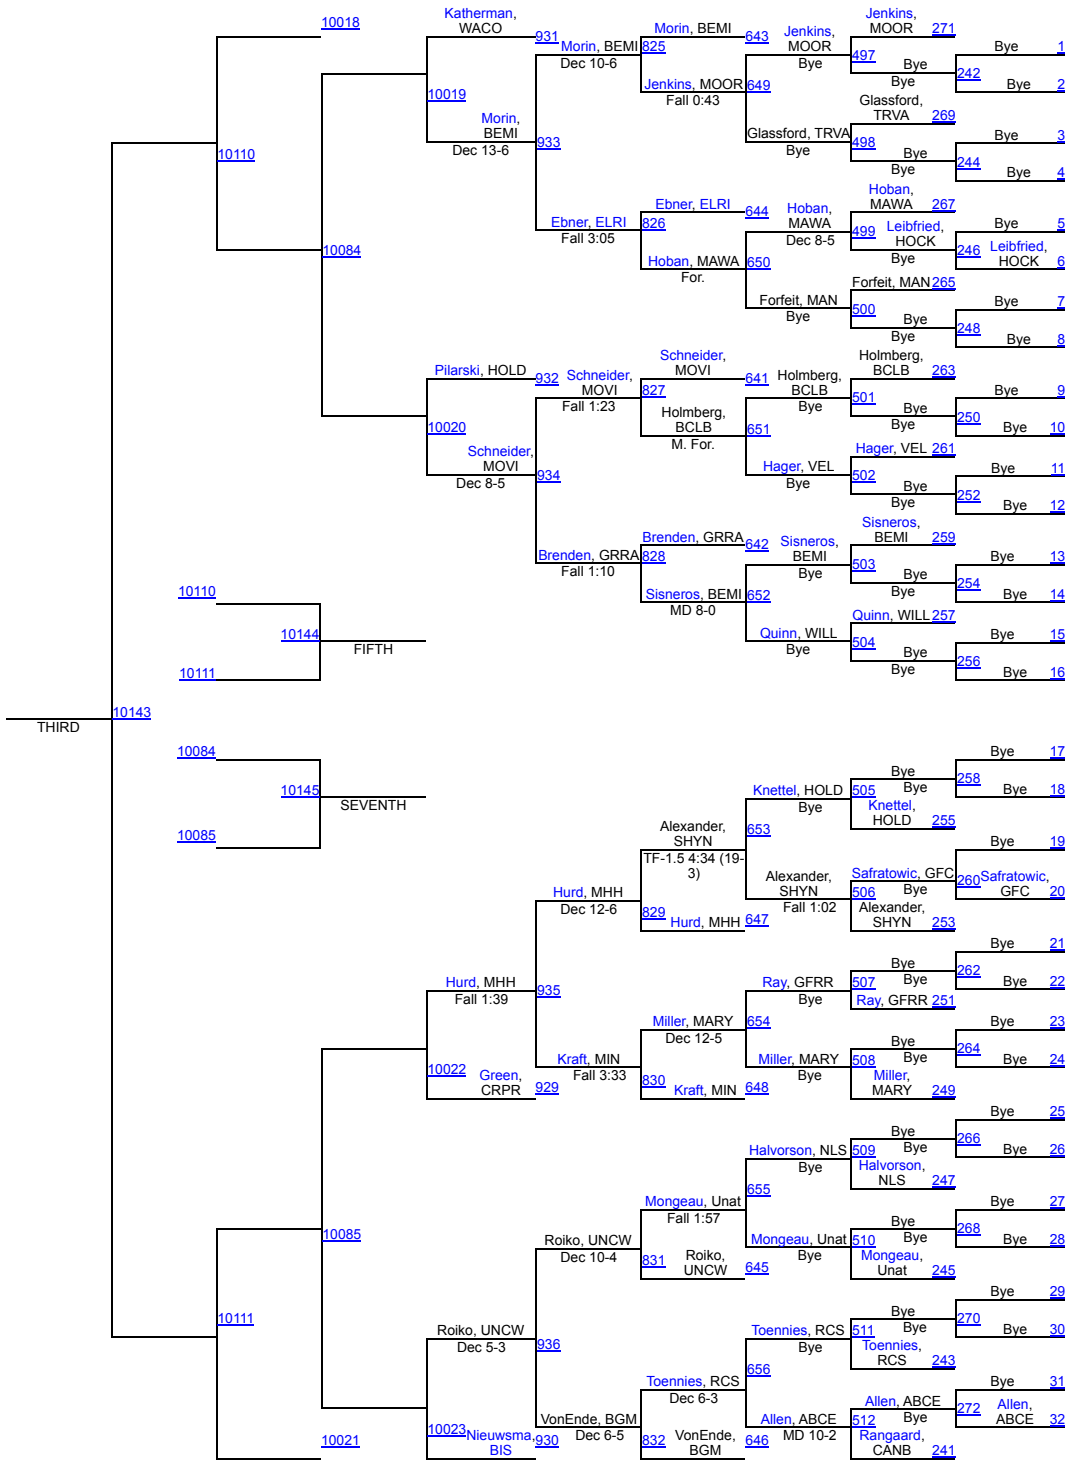 10018
Katherman,
WACO
931
Morin, BEMI
Dec 10-6
Morin, BEMI
825
643
Jenkins,
MOOR
Bye
Jenkins,
MOOR
271
497
Bye
Bye
242
Bye 1
Bye 2
10019
Morin,
BEMI
Dec 13-6
933
Jenkins, MOOR
Fall 0:43
649
Glassford,
TRVA
269
Glassford, TRVA
Bye
498
Bye
Bye
244
Bye 3
Bye 4
10110
10084
Ebner, ELRI
Fall 3:05
Ebner, ELRI
826
644
Hoban,
MAWA
Dec 8-5
Hoban,
MAWA
267
499
Leibfried,
HOCK
Bye
246
Bye 5
Leibfried,
HOCK
6
Hoban, MAWA
For.
650
Forfeit, MAN
Bye
Forfeit, MAN 265
500
Bye
Bye
248
Bye 7
Bye 8
Pilarski, HOLD
932
Schneider,
MOVI
Fall 1:23
Schneider,
MOVI
827
641
Holmberg,
BCLB
Bye
Holmberg,
BCLB
263
501
Bye
Bye
250
Bye 9
Bye 10
10020
Schneider,
MOVI
Dec 8-5
934
Holmberg,
BCLB
M. For.
651
Hager, VEL
Bye
Hager, VEL 261
502
Bye
Bye
252
Bye 11
Bye 12
Brenden, GRRA
Fall 1:10
Brenden, GRRA
828
642
Sisneros,
BEMI
Bye
Sisneros,
BEMI
259
503
Bye
Bye
254
Bye 13
Bye 14
Sisneros, BEMI
MD 8-0
652
Quinn, WILL
Bye
Quinn, WILL 257
504
Bye
Bye
256
Bye 15
Bye 16
10110
10144
FIFTH
10111
10143
THIRD
10084
10145
SEVENTH
10085
Knettel, HOLD
Bye
505
Bye
Bye
258
Bye 17
Bye 18
Knettel,
HOLD
255
Alexander,
SHYN
TF-1.5 4:34 (19-
3)
653
Alexander,
SHYN
Fall 1:02
Safratowic, GFC
506
Bye
260
Bye 19
Safratowic,
GFC
20
Alexander,
SHYN
253
Hurd, MHH
Dec 12-6
829
Hurd, MHH
647
Hurd, MHH
Fall 1:39
935
Ray, GFRR
Bye
507
Bye
262
Bye 21
Bye 22
Ray, GFRR 251
Miller, MARY
Dec 12-5
654
Miller, MARY
Bye
508
Bye
Bye
264
Bye 23
Bye 24
Miller,
MARY
249
10022
Green,
CRPR
929
Kraft, MIN
Fall 3:33
830
Kraft, MIN
648
Halvorson, NLS
Bye
509
Bye
Bye
266
Bye 25
Bye 26
Halvorson,
NLS
247
Mongeau, Unat
Fall 1:57
655
Mongeau, Unat
Bye
510
Bye
Bye
268
Bye 27
Bye 28
Mongeau,
Unat
245
10085
Roiko, UNCW
Dec 10-4
831
Roiko,
UNCW
645
10111
Roiko, UNCW
Dec 5-3
936
Toennies, RCS
Bye
511
Bye
Bye
270
Bye 29
Bye 30
Toennies,
RCS
243
Toennies, RCS
Dec 6-3
656
Allen, ABCE
MD 10-2
Allen, ABCE
512
Bye
272
Bye 31
Allen,
ABCE
32
Rangaard,
CANB
241
10021
10023
Nieuwsma,
BIS
930
VonEnde, BGM
Dec 6-5
832
VonEnde,
BGM
646